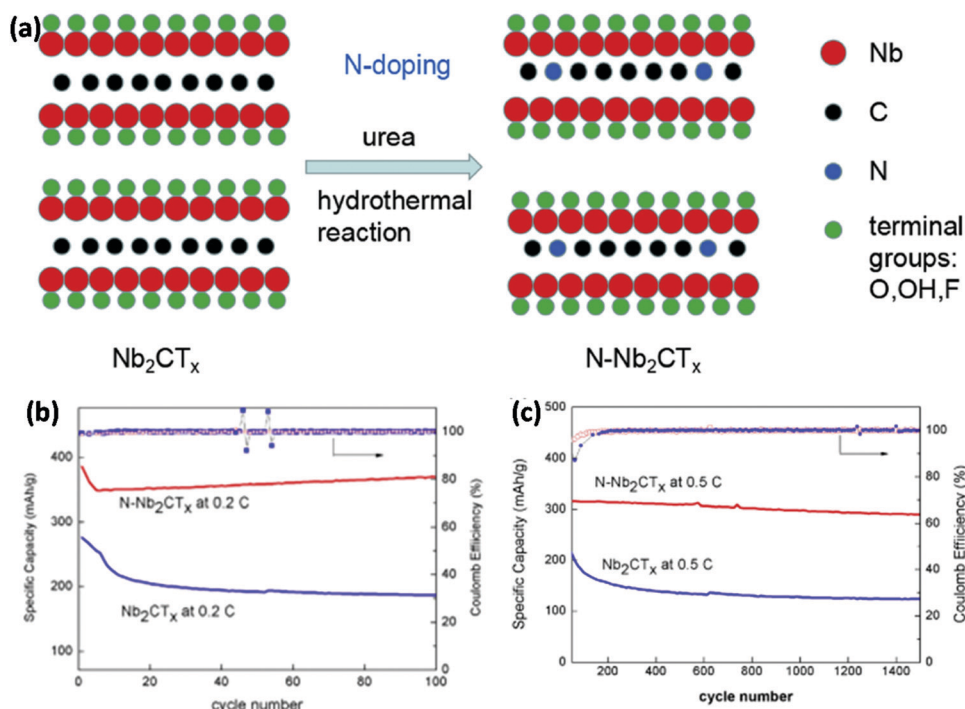 (a)
N-doping
urea
hydrothermal
reaction
Nb₂CTₓ
N-Nb₂CTₓ
Nb
C
N
terminal
groups:
O,OH,F
(b)
Specific Capacity (mAh/g)
400
300
200
100
N-Nb₂CTₓ at 0.2 C
Nb₂CTₓ at 0.2 C
100
80
60
40
20
0
Coulomb Effiiciency (%)
0 20 40 60 80 100
cycle number
(c)
Specific Capacity (mAh/g)
500
400
300
200
100
0
N-Nb₂CTₓ at 0.5 C
Nb₂CTₓ at 0.5 C
100
80
60
40
20
0
Coulomb Effiiciency (%)
200 400 600 800 1000 1200 1400
cycle number